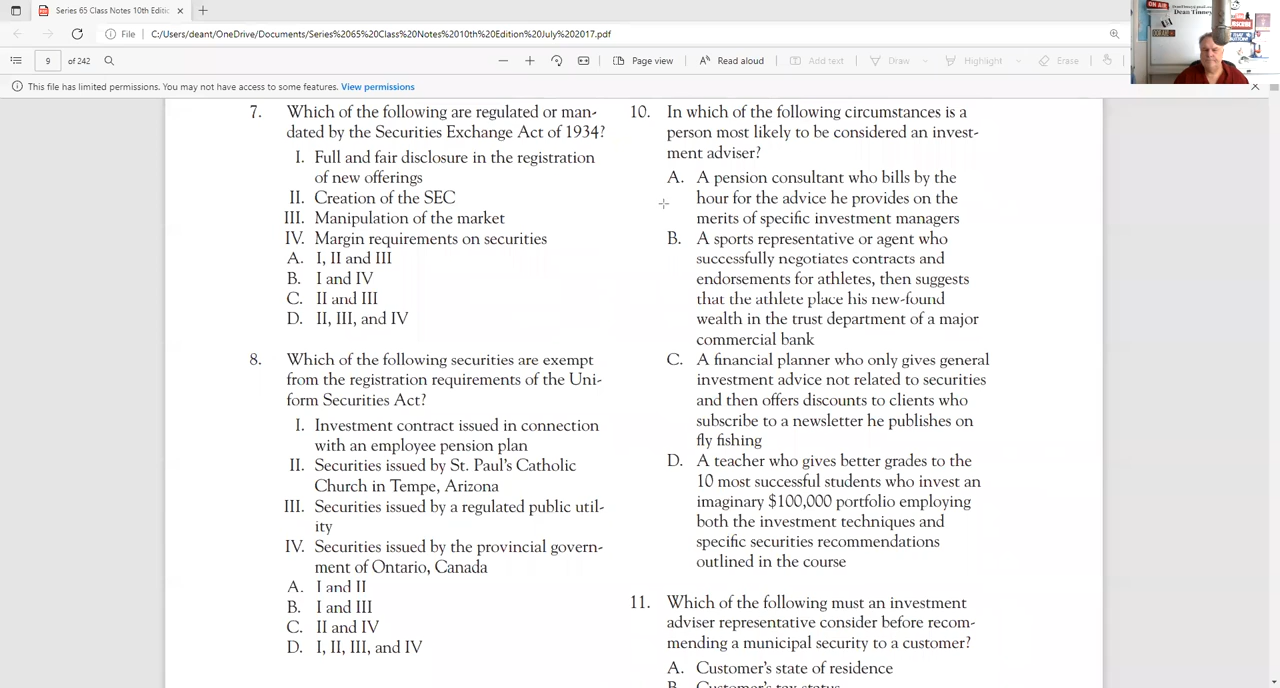 Series 65 Class Notes 10th Editic
File
C:/Users/deant/OneDrive/Documents/Series%2065%20Class%20Notes%2010th%20Edition%20July%202017.pdf
9 of 242
Page view
Read aloud
Add text
Draw
Highlight
Erase
This file has limited permissions. You may not have access to some features. View permissions
ON AIR
Dean Tinney
7. Which of the following are regulated or man-
dated by the Securities Exchange Act of 1934?
I. Full and fair disclosure in the registration
of new offerings
II. Creation of the SEC
III. Manipulation of the market
IV. Margin requirements on securities
A. I, II and III
B. I and IV
C. II and III
D. II, III, and IV
8. Which of the following securities are exempt
from the registration requirements of the Uni-
form Securities Act?
I. Investment contract issued in connection
with an employee pension plan
II. Securities issued by St. Paul's Catholic
Church in Tempe, Arizona
III. Securities issued by a regulated public util-
ity
IV. Securities issued by the provincial govern-
ment of Ontario, Canada
A. I and II
B. I and III
C. II and IV
D. I, II, III, and IV
10. In which of the following circumstances is a
person most likely to be considered an invest-
ment adviser?
A. A pension consultant who bills by the
hour for the advice he provides on the
merits of specific investment managers
B. A sports representative or agent who
successfully negotiates contracts and
endorsements for athletes, then suggests
that the athlete place his new-found
wealth in the trust department of a major
commercial bank
C. A financial planner who only gives general
investment advice not related to securities
and then offers discounts to clients who
subscribe to a newsletter he publishes on
fly fishing
D. A teacher who gives better grades to the
10 most successful students who invest an
imaginary $100,000 portfolio employing
both the investment techniques and
specific securities recommendations
outlined in the course
11. Which of the following must an investment
adviser representative consider before recom-
mending a municipal security to a customer?
A. Customer's state of residence
B. Customer's tax status